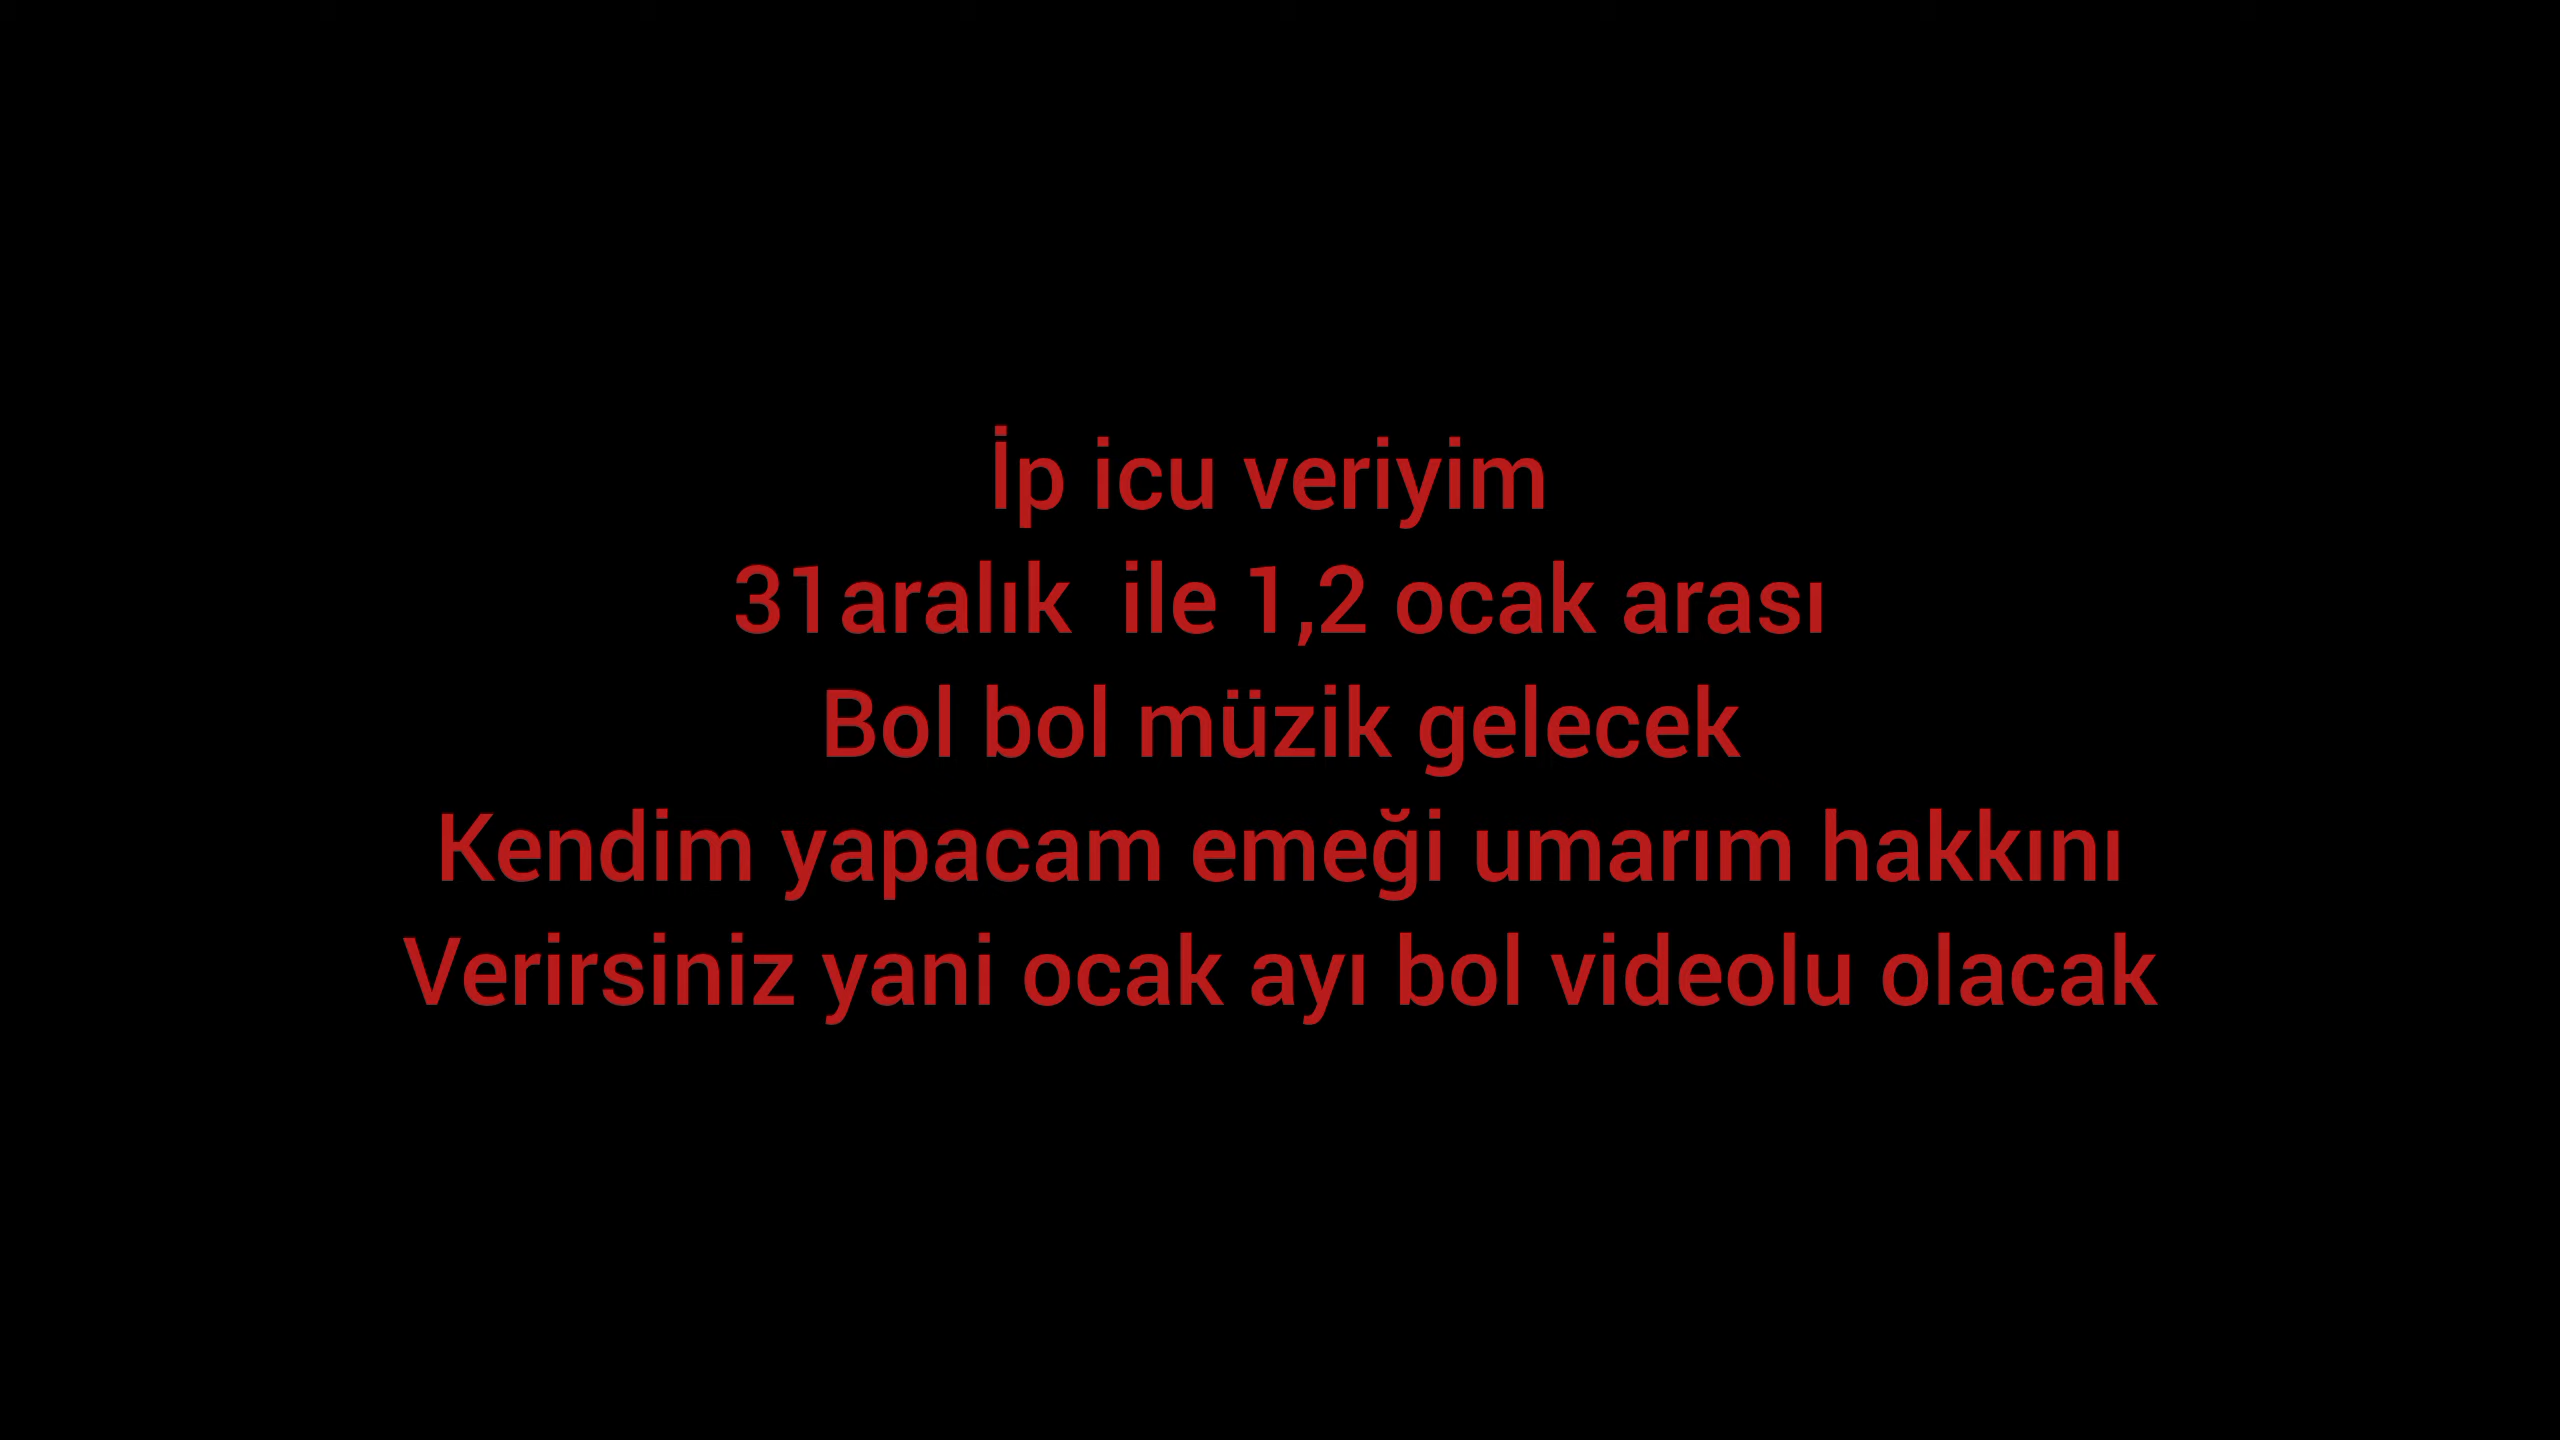 İp icu veriyim
31aralık  ile 1,2 ocak arası
Bol bol müzik gelecek
Kendim yapacam emeği umarım hakkını
Verirsiniz yani ocak ayı bol videolu olacak